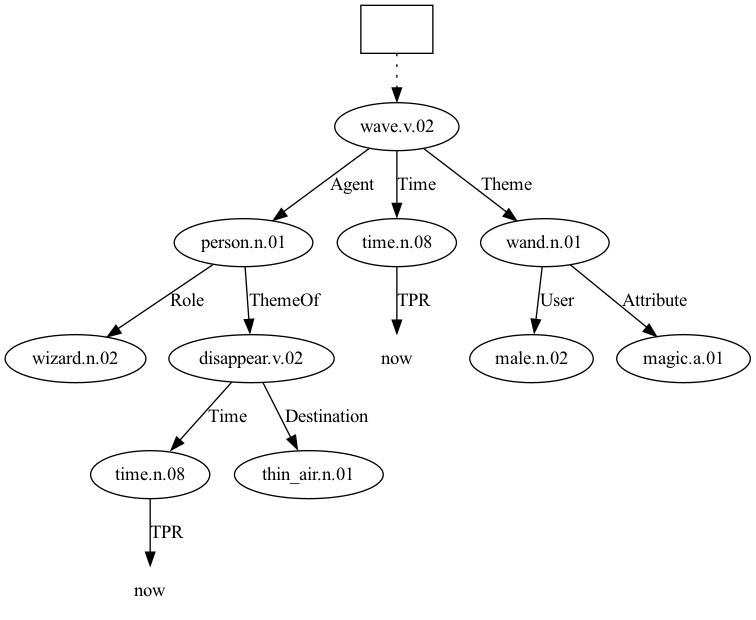 wave.v.02
Agent Time Theme
person.n.01 time.n.08 wand.n.01
Role ThemeOf TPR User Attribute
wizard.n.02 disappear.v.02 now male.n.02 magic.a.01
Time Destination
time.n.08 thin_air.n.01
TPR
now